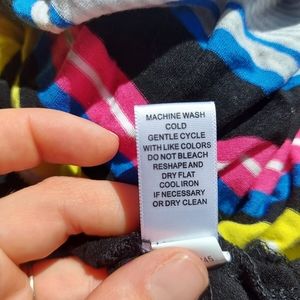 MACHINE WASH
COLD
GENTLE CYCLE
WITH LIKE COLORS
DO NOT BLEACH
RESHAPE AND
DRY FLAT
COOL IRON
IF NECESSARY
OR DRY CLEAN